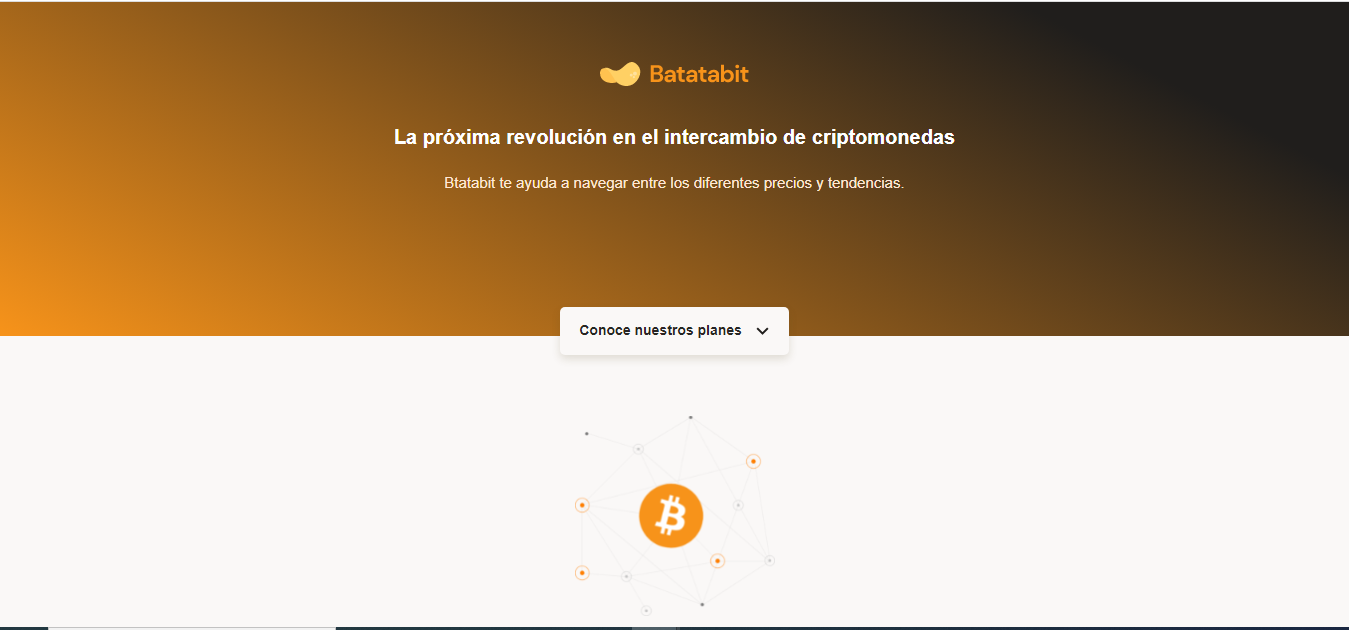 Batatabit
La próxima revolución en el intercambio de criptomonedas
Btatabit te ayuda a navegar entre los diferentes precios y tendencias.
Conoce nuestros planes